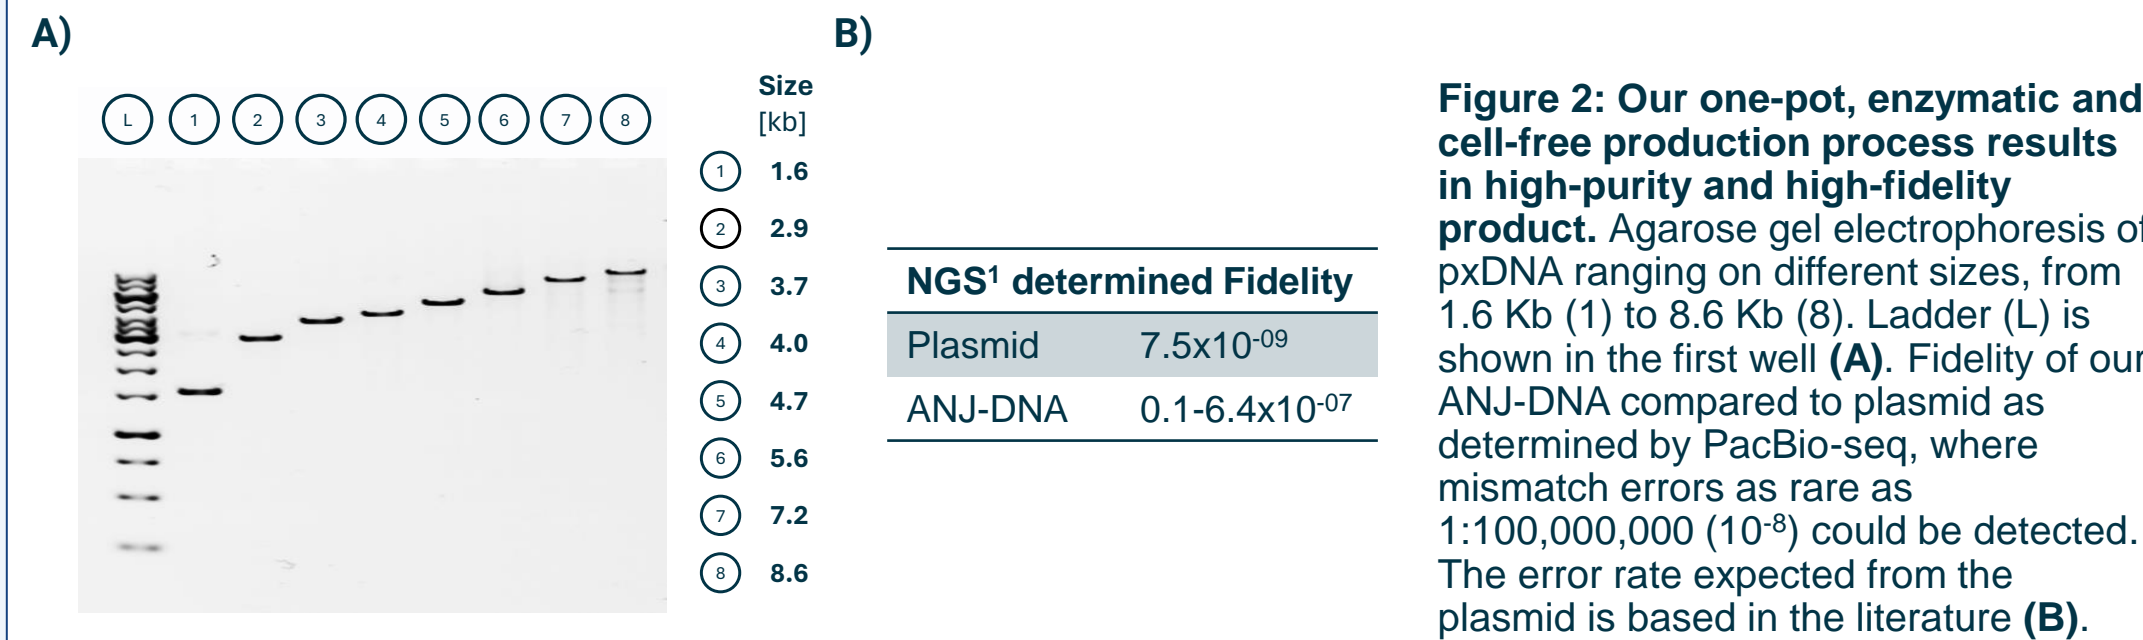 A)
B)
L 1 2 3 4 5 6 7 8
Size
[kb]
1 1.6
2 2.9
3 3.7
4 4.0
5 4.7
6 5.6
7 7.2
8 8.6
NGS¹ determined Fidelity
Plasmid 7.5x10⁻⁰⁹
ANJ-DNA 0.1-6.4x10⁻⁰⁷
Figure 2: Our one-pot, enzymatic and
cell-free production process results
in high-purity and high-fidelity
product. Agarose gel electrophoresis of
pxDNA ranging on different sizes, from
1.6 Kb (1) to 8.6 Kb (8). Ladder (L) is
shown in the first well (A). Fidelity of our
ANJ-DNA compared to plasmid as
determined by PacBio-seq, where
mismatch errors as rare as
1:100,000,000 (10⁻⁸) could be detected.
The error rate expected from the
plasmid is based in the literature (B).